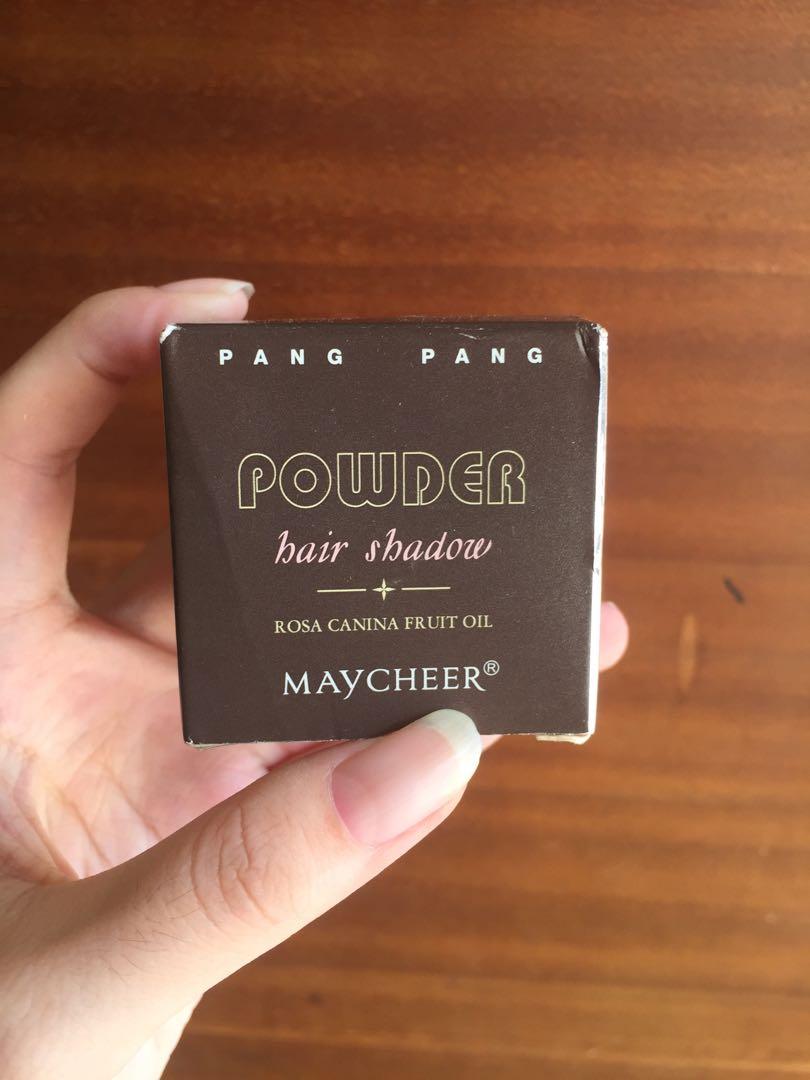 PANG PANG
POWDER
hair shadow
ROSA CANINA FRUIT OIL
MAYCHEER®